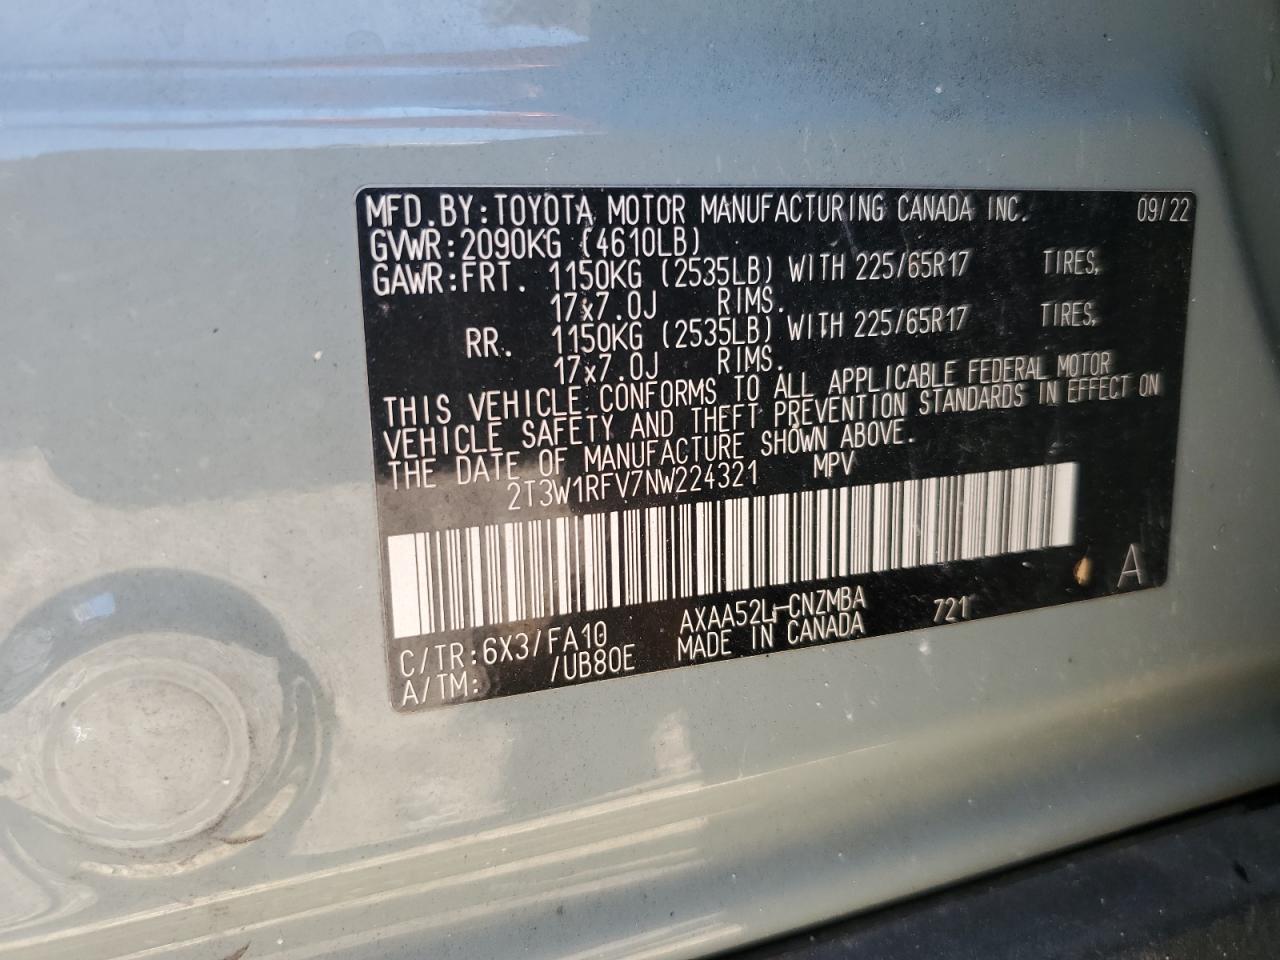 MFD.BY:TOYOTA MOTOR MANUFACTURING CANADA INC. 09/22
GVWR:2090KG (4610LB)
GAWR:FRT. 1150KG (2535LB) WITH 225/65R17 TIRES,
17x7.0J RIMS.
RR. 1150KG (2535LB) WITH 225/65R17 TIRES,
17x7.0J RIMS.
THIS VEHICLE CONFORMS TO ALL APPLICABLE FEDERAL MOTOR
VEHICLE SAFETY AND THEFT PREVENTION STANDARDS IN EFFECT ON
THE DATE OF MANUFACTURE SHOWN ABOVE.
2T3W1RFV7NW224321 MPV
A
C/TR:6X3/FA10 AXAA52L-CNZMBA 721
A/TM: /UB80E MADE IN CANADA